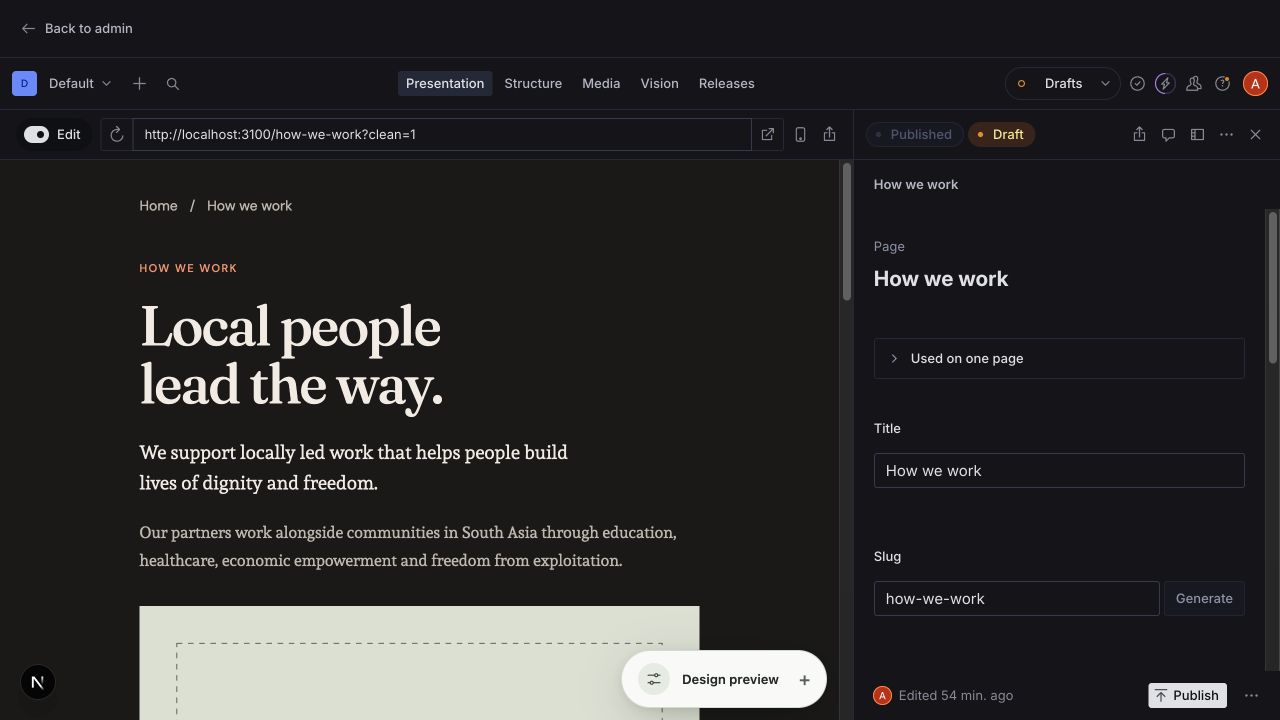 Back to admin
D Default
Presentation Structure Media Vision Releases
Drafts
A
Edit
http://localhost:3100/how-we-work?clean=1
Published
Draft
Home / How we work
HOW WE WORK
Local people
lead the way.
We support locally led work that helps people build
lives of dignity and freedom.
Our partners work alongside communities in South Asia through education,
healthcare, economic empowerment and freedom from exploitation.
N
Design preview +
How we work
Page
How we work
Used on one page
Title
How we work
Slug
how-we-work
Generate
A Edited 54 min. ago
Publish